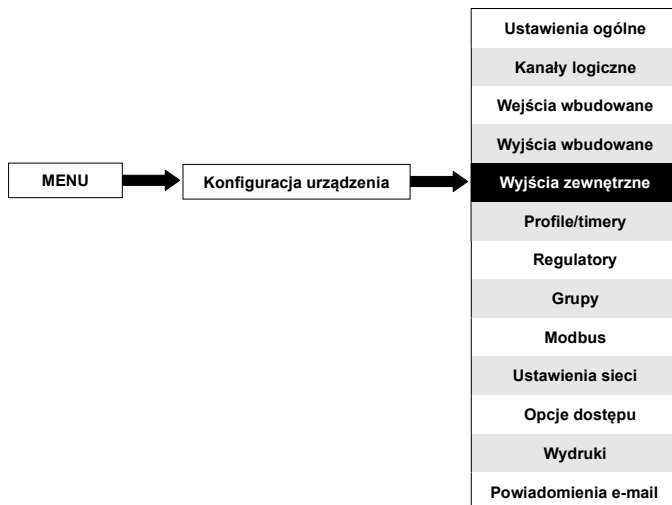 MENU
Konfiguracja urządzenia
Ustawienia ogólne
Kanały logiczne
Wejścia wbudowane
Wyjścia wbudowane
Wyjścia zewnętrzne
Profile/timery
Regulatory
Grupy
Modbus
Ustawienia sieci
Opcje dostępu
Wydruki
Powiadomienia e-mail